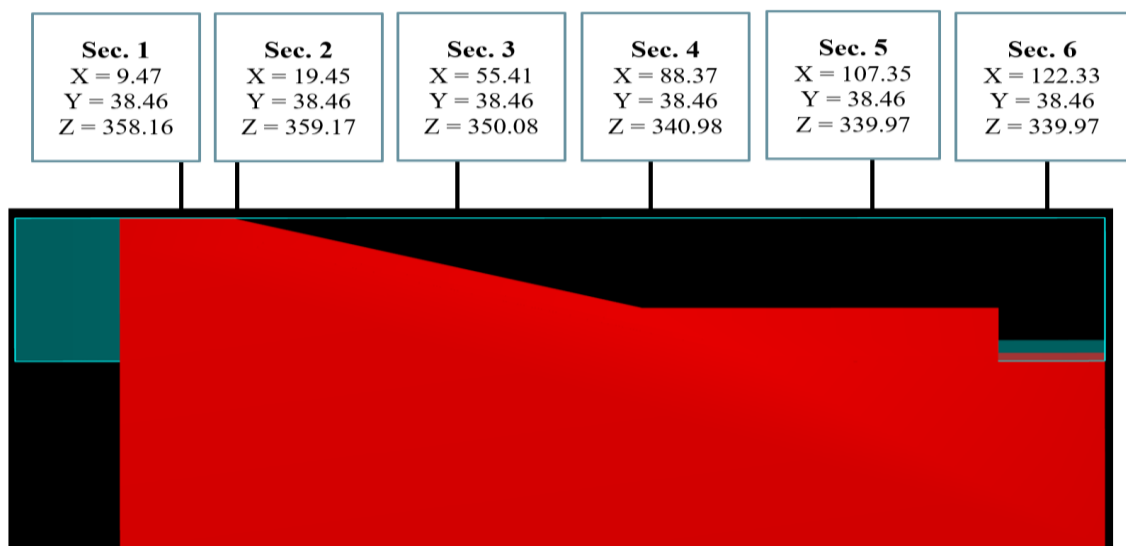 Sec. 1
X = 9.47
Y = 38.46
Z = 358.16
Sec. 2
X = 19.45
Y = 38.46
Z = 359.17
Sec. 3
X = 55.41
Y = 38.46
Z = 350.08
Sec. 4
X = 88.37
Y = 38.46
Z = 340.98
Sec. 5
X = 107.35
Y = 38.46
Z = 339.97
Sec. 6
X = 122.33
Y = 38.46
Z = 339.97